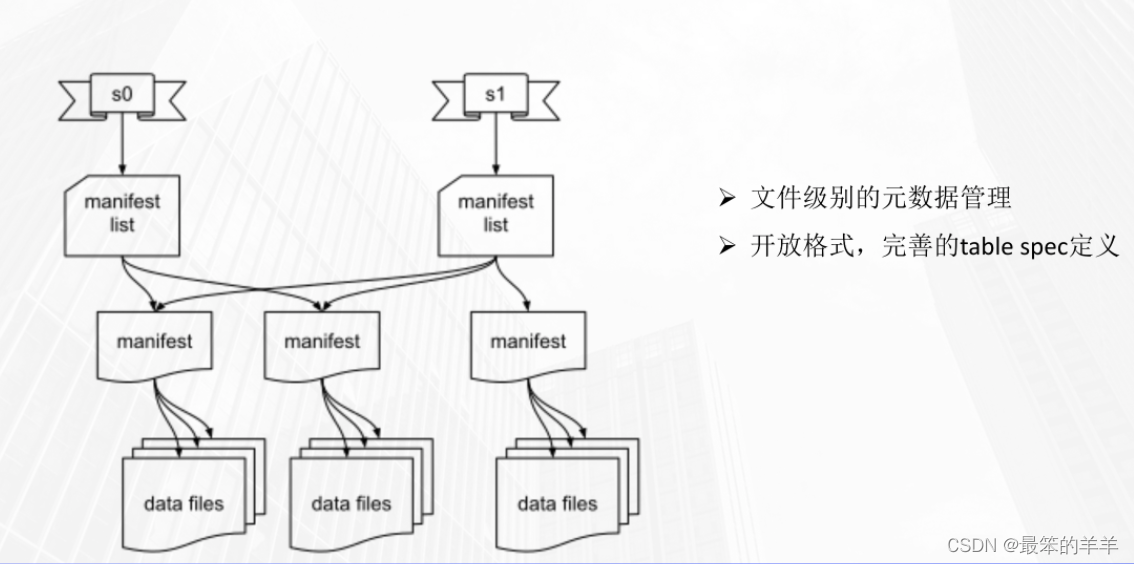 s0
s1
manifest
list
manifest
list
➢ 文件级别的元数据管理
➢ 开放格式，完善的table spec定义
manifest
manifest
manifest
data files
data files
data files
CSDN @最笨的羊羊